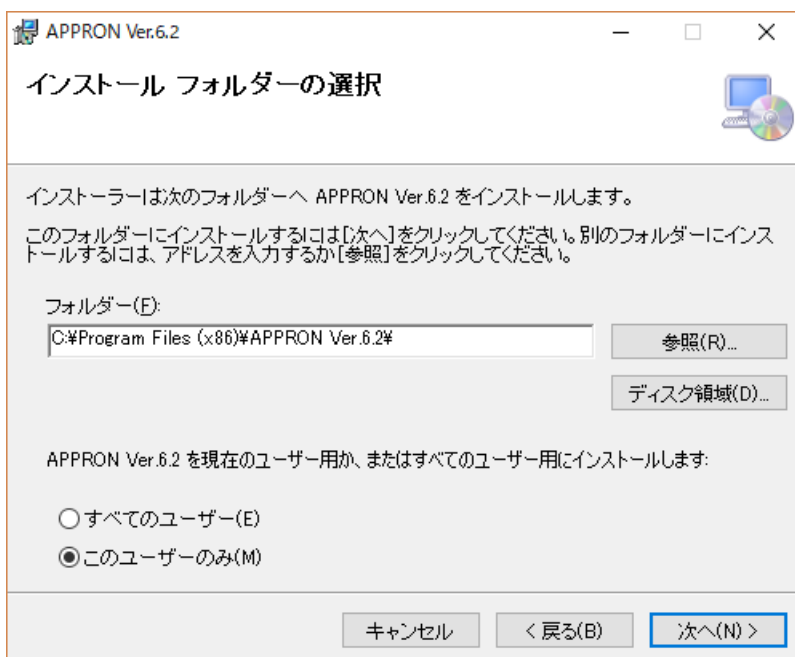 APPRON Ver.6.2
インストール フォルダーの選択
インストーラーは次のフォルダーへ APPRON Ver.6.2 をインストールします。
このフォルダーにインストールするには[次へ]をクリックしてください。別のフォルダーにインス
トールするには、アドレスを入力するか[参照]をクリックしてください。
フォルダー(F):
C:¥Program Files (x86)¥APPRON Ver.6.2¥
参照(R)...
ディスク領域(D)...
APPRON Ver.6.2 を現在のユーザー用か、またはすべてのユーザー用にインストールします:
すべてのユーザー(E)
このユーザーのみ(M)
キャンセル
< 戻る(B)
次へ(N) >